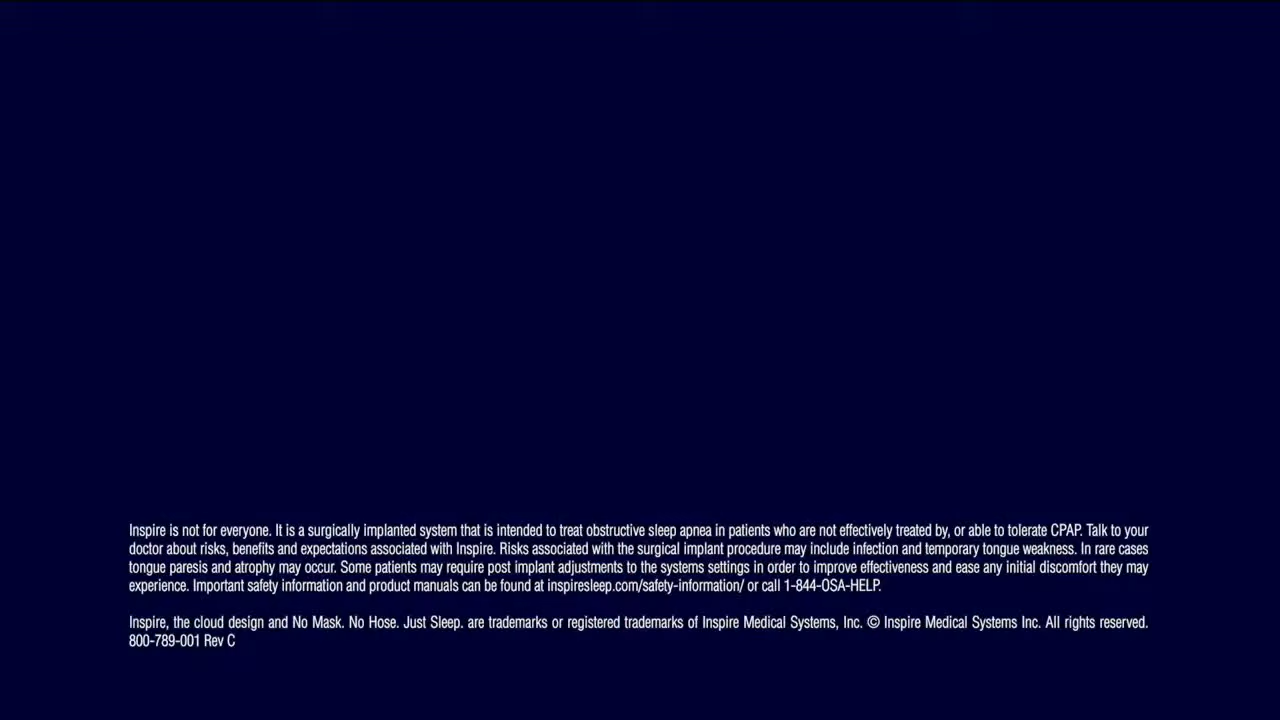 Inspire is not for everyone. It is a surgically implanted system that is intended to treat obstructive sleep apnea in patients who are not effectively treated by, or able to tolerate CPAP. Talk to your
doctor about risks, benefits and expectations associated with Inspire. Risks associated with the surgical implant procedure may include infection and temporary tongue weakness. In rare cases
tongue paresis and atrophy may occur. Some patients may require post implant adjustments to the systems settings in order to improve effectiveness and ease any initial discomfort they may
experience. Important safety information and product manuals can be found at inspiresleep.com/safety-information/ or call 1-844-OSA-HELP.
Inspire, the cloud design and No Mask. No Hose. Just Sleep. are trademarks or registered trademarks of Inspire Medical Systems, Inc. © Inspire Medical Systems Inc. All rights reserved.
800-789-001 Rev C